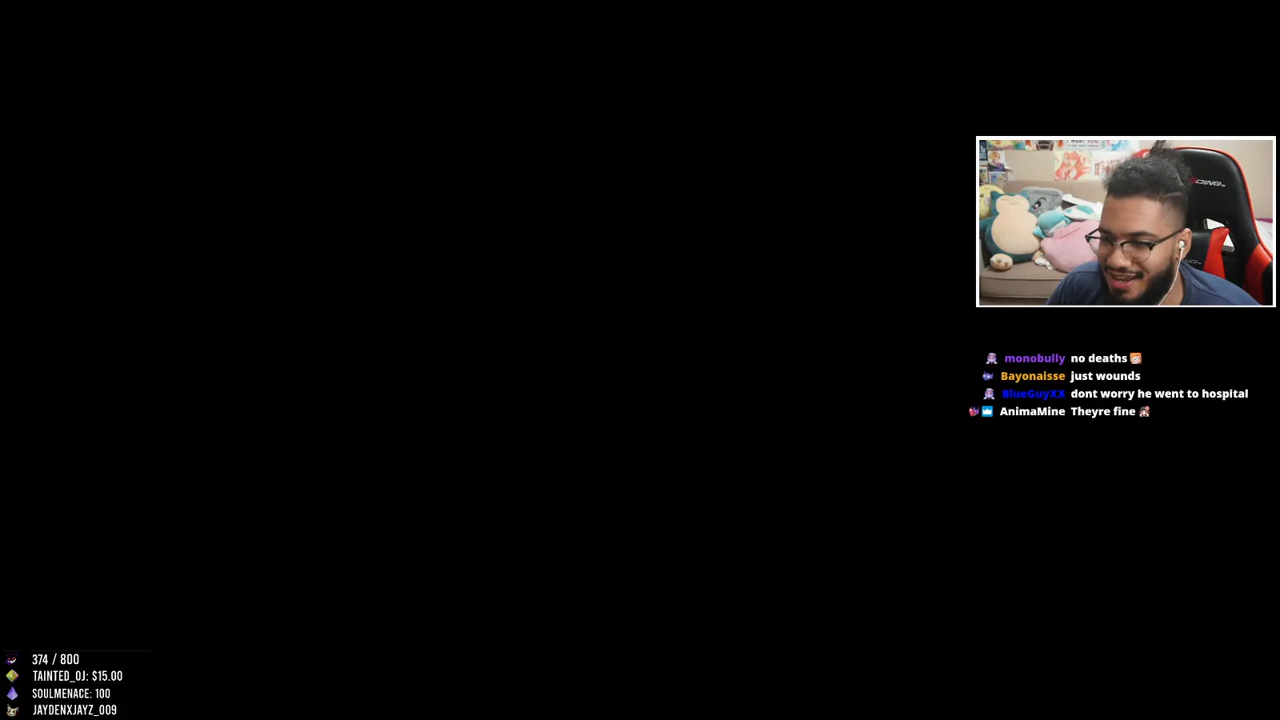 monobully no deaths
Bayonaisse just wounds
BlueGuyXX dont worry he went to hospital
AnimaMine Theyre fine
374 / 800
TAINTED_OJ: $15.00
SOULMENACE: 100
JAYDENXJAYZ_009